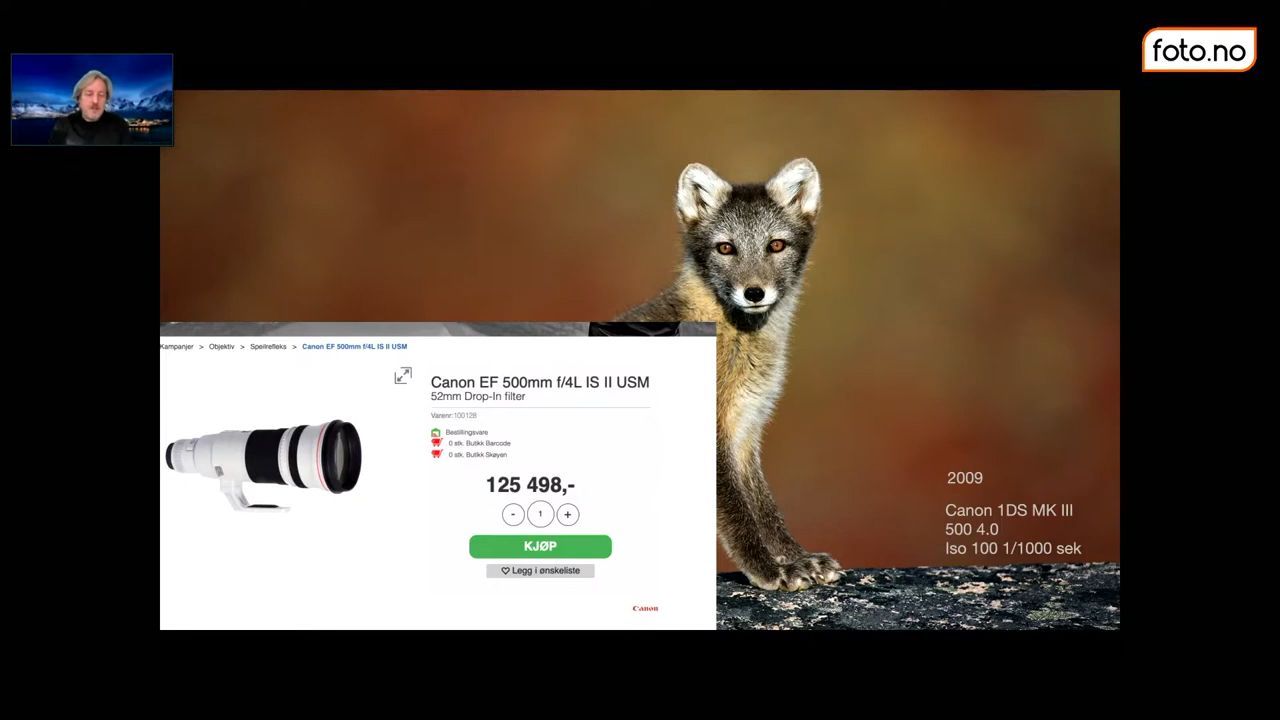 foto.no
Kampanjer > Objektiv > Speilrefleks > Canon EF 500mm f/4L IS II USM
Canon EF 500mm f/4L IS II USM
52mm Drop-In filter
Varenr:100128
Bestillingsvare
0 stk. Butikk Barcode
0 stk. Butikk Skøyen
125 498,-
- 1 +
KJØP
Legg i ønskeliste
Canon
2009
Canon 1DS MK III
500 4.0
Iso 100 1/1000 sek